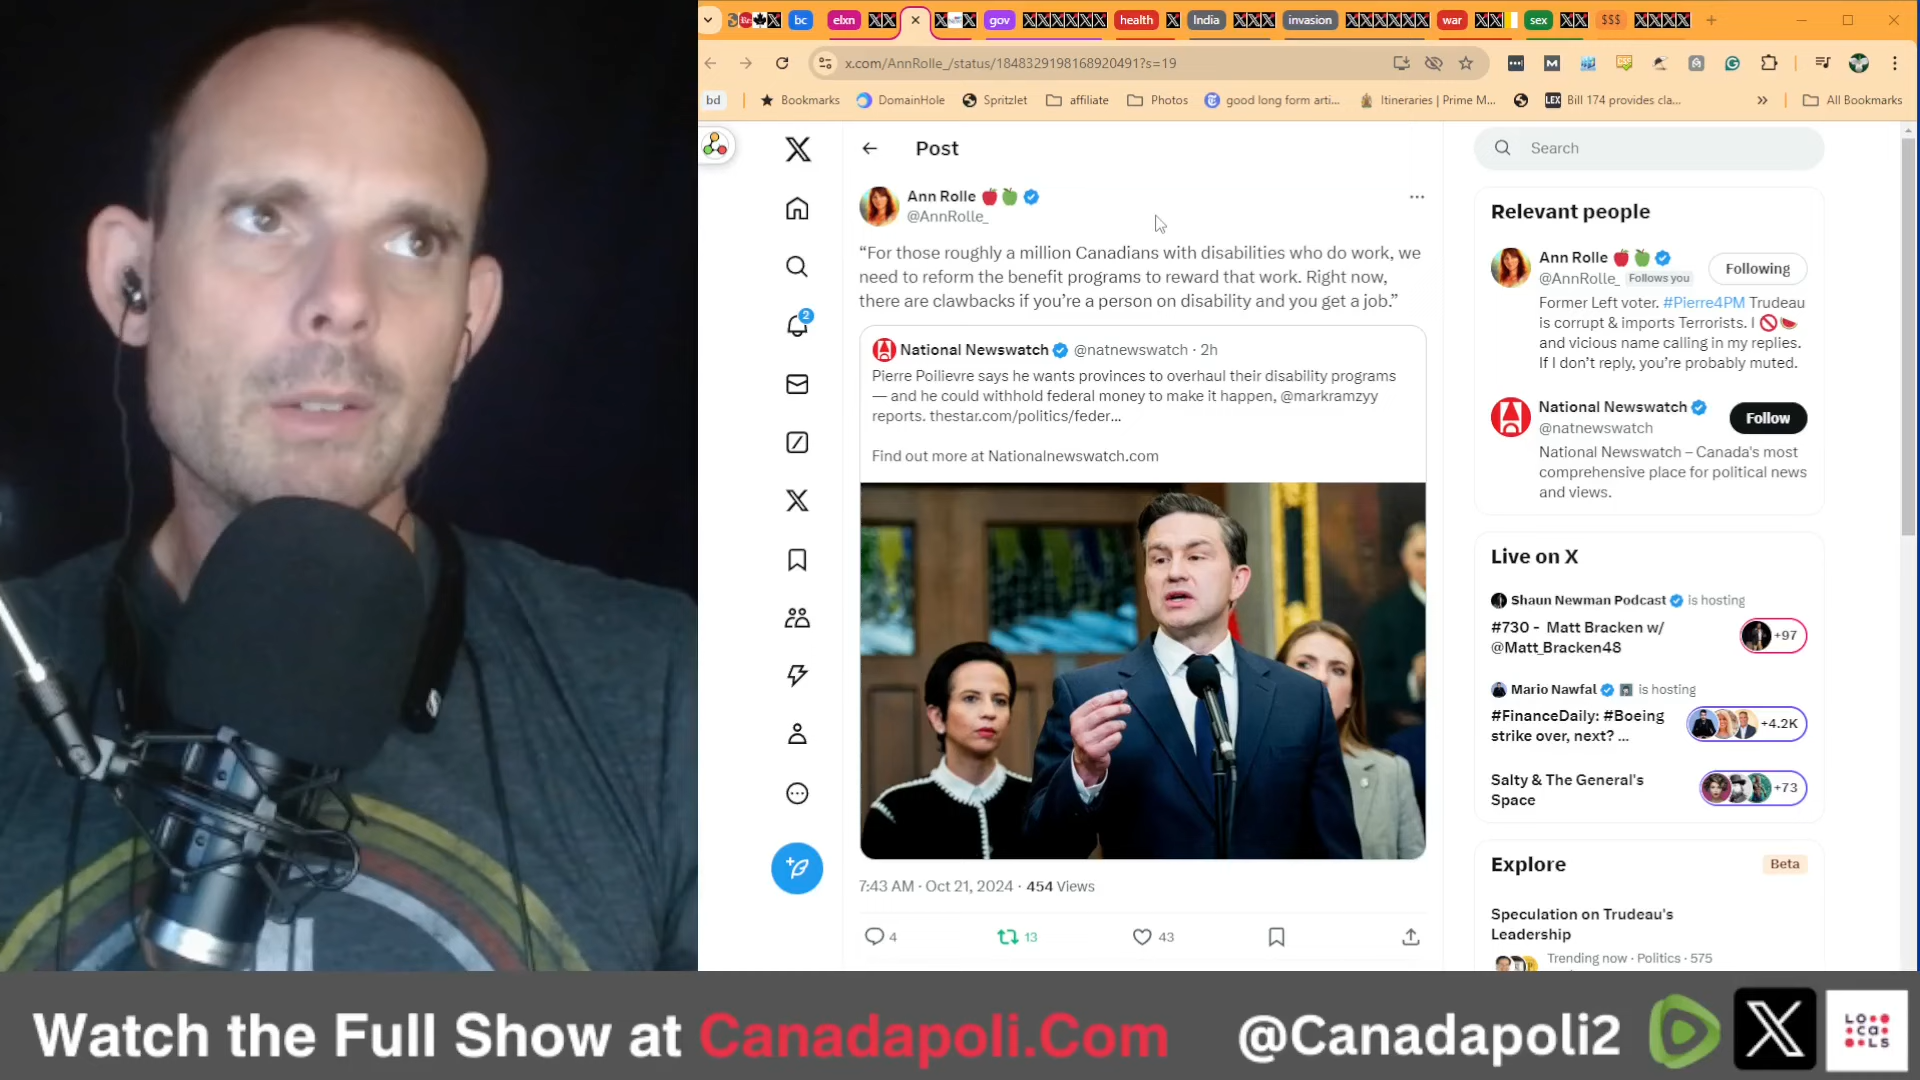 bc
elxn
gov
health
India
invasion
war
sex
$$$
x.com/AnnRolle_/status/1848329198168920491?s=19
bd
Bookmarks
DomainHole
Spritzlet
affiliate
Photos
good long form arti...
Itineraries | Prime M...
LEX
Bill 174 provides cla...
All Bookmarks
Post
Search
Ann Rolle
@AnnRolle_
“For those roughly a million Canadians with disabilities who do work, we
need to reform the benefit programs to reward that work. Right now,
there are clawbacks if you’re a person on disability and you get a job.”
National Newswatch @natnewswatch · 2h
Pierre Poilievre says he wants provinces to overhaul their disability programs
— and he could withhold federal money to make it happen, @markramzyy
reports. thestar.com/politics/feder...
Find out more at Nationalnewswatch.com
7:43 AM · Oct 21, 2024 · 454 Views
4
13
43
2
Relevant people
Ann Rolle
@AnnRolle_ Follows you
Following
Former Left voter. #Pierre4PM Trudeau
is corrupt & imports Terrorists. I
and vicious name calling in my replies.
If I don’t reply, you’re probably muted.
National Newswatch
@natnewswatch
Follow
National Newswatch – Canada's most
comprehensive place for political news
and views.
Live on X
Shaun Newman Podcast is hosting
#730 - Matt Bracken w/
@Matt_Bracken48
+97
Mario Nawfal is hosting
#FinanceDaily: #Boeing
strike over, next? ...
+4.2K
Salty & The General's
Space
+73
Explore
Beta
Speculation on Trudeau's
Leadership
Trending now · Politics · 575
Watch the Full Show at Canadapoli.Com
@Canadapoli2
LOCALS